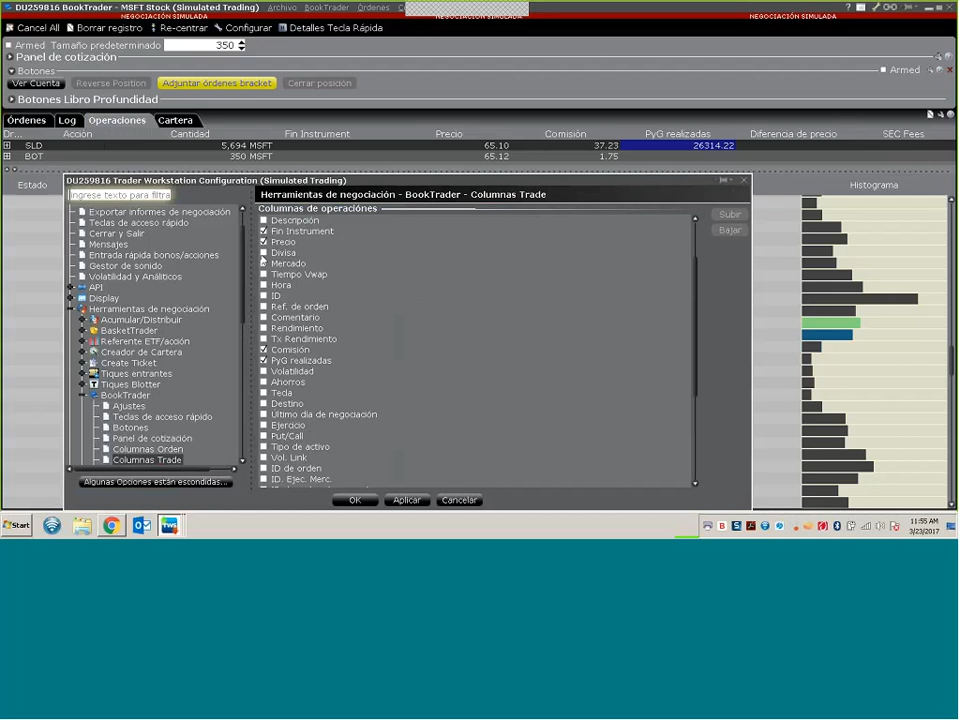 DU259816 BookTrader - MSFT Stock (Simulated Trading) Archivo BookTrader Órdenes
NEGOCIACIÓN SIMULADA NEGOCIACIÓN SIMULADA NEGOCIACIÓN SIMULADA
Cancel All Borrar registro Re-centrar Configurar Detalles Tecla Rápida
Armed Tamaño predeterminado 350
Panel de cotización
Botones Armed
Ver Cuenta Reverse Position Adjuntar órdenes bracket Cerrar posición
Botones Libro Profundidad
Órdenes Log Operaciones Cartera
Dr... Acción Cantidad Fin Instrument Precio Comisión PyG realizadas Diferencia de precio SEC Fees
SLD 5,694 MSFT 65.10 37.23 26314.22
BOT 350 MSFT 65.12 1.75
Estado Histograma
DU259816 Trader Workstation Configuration (Simulated Trading)
Ingrese texto para filtra
Herramientas de negociación - BookTrader - Columnas Trade
Exportar informes de negociación
Teclas de acceso rápido
Cerrar y Salir
Mensajes
Entrada rápida bonos/acciones
Gestor de sonido
Volatilidad y Análiticos
API
Display
Herramientas de negociación
Acumular/Distribuir
BasketTrader
Referente ETF/acción
Creador de Cartera
Create Ticket
Tiques entrantes
Tiques Blotter
BookTrader
Ajustes
Teclas de acceso rápido
Botones
Panel de cotización
Columnas Orden
Columnas Trade
Algunas Opciones están escondidas...
Columnas de operaciónes
Descripción
Fin Instrument
Precio
Divisa
Mercado
Tiempo Vwap
Hora
ID
Ref. de orden
Comentario
Rendimiento
Tx Rendimiento
Comisión
PyG realizadas
Volatilidad
Ahorros
Tecla
Destino
Último día de negociación
Ejercicio
Put/Call
Tipo de activo
Vol. Link
ID de orden
ID. Ejec. Merc.
Subir
Bajar
OK Aplicar Cancelar
Start
11:55 AM
3/23/2017